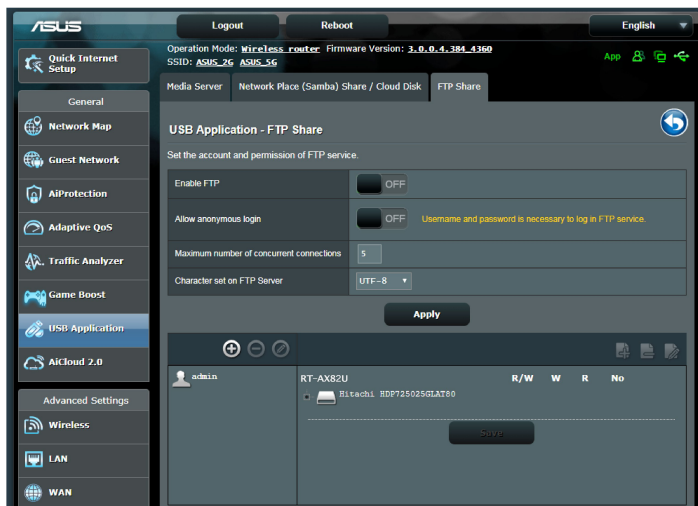 ASUS
Logout
Reboot
English
Operation Mode: Wireless router Firmware Version: 3.0.0.4.384_4360
SSID: ASUS_2G ASUS_5G
App
Quick Internet
Setup
General
Network Map
Guest Network
AiProtection
Adaptive QoS
Traffic Analyzer
Game Boost
USB Application
AiCloud 2.0
Advanced Settings
Wireless
LAN
WAN
Media Server
Network Place (Samba) Share / Cloud Disk
FTP Share
USB Application - FTP Share
Set the account and permission of FTP service.
Enable FTP
OFF
Allow anonymous login
OFF
Username and password is necessary to log in FTP service.
Maximum number of concurrent connections
5
Character set on FTP Server
UTF-8
Apply
admin
RT-AX82U
R/W W R No
Hitachi HDP725025GLAT80
Save